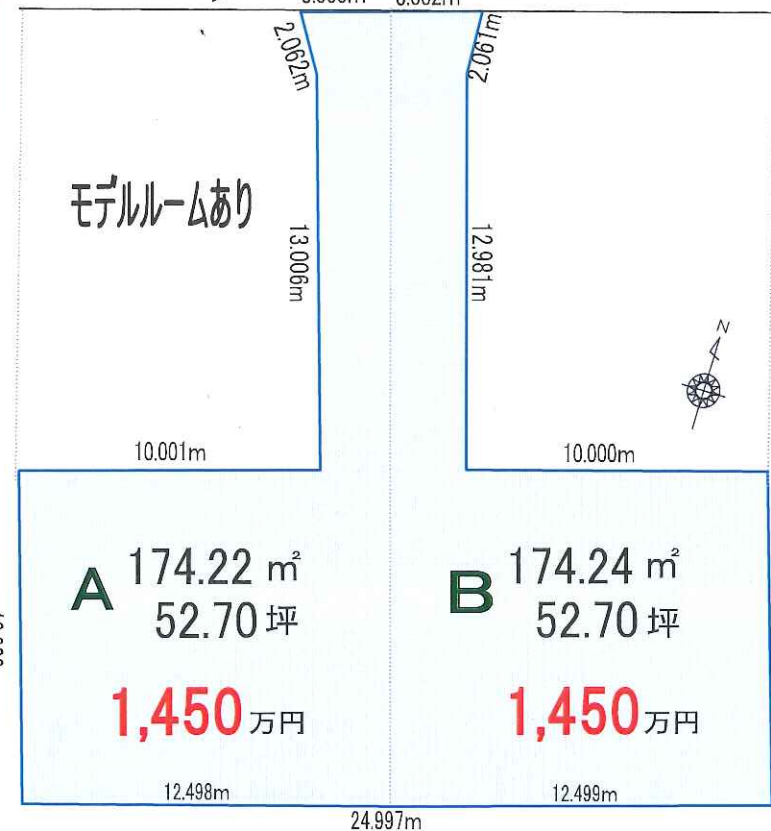 2.062m
2.061m
モデルルームあり
13.006m
12.981m
N
10.001m
10.000m
A
174.22 ㎡
52.70 坪
1,450万円
B
174.24 ㎡
52.70 坪
1,450万円
12.498m
12.499m
24.997m